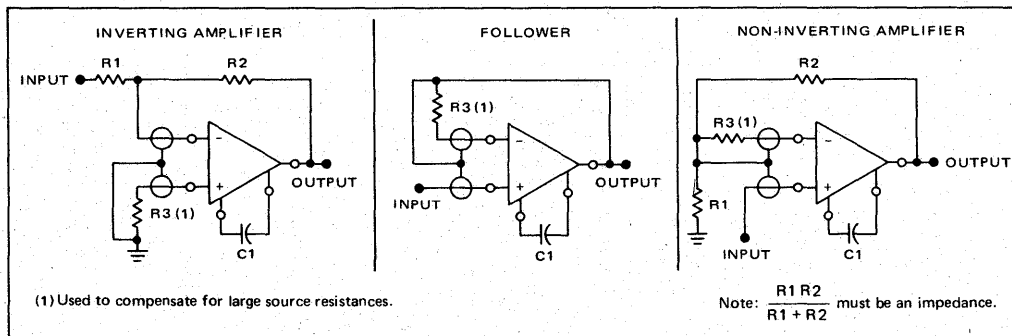 INVERTING AMPLIFIER
R1
R2
INPUT
−
+
OUTPUT
R3 (1)
C1
FOLLOWER
R3 (1)
−
+
INPUT
OUTPUT
C1
NON-INVERTING AMPLIFIER
R2
R3 (1)
−
+
OUTPUT
R1
INPUT
C1
(1) Used to compensate for large source resistances.
Note: R1 R2 / R1 + R2 must be an impedance.